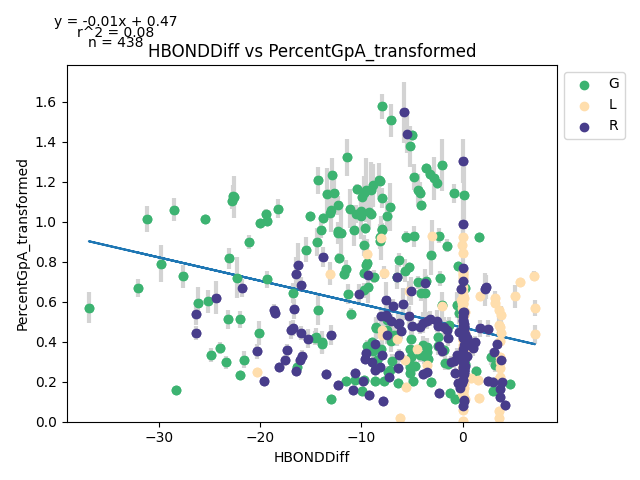 y = -0.01x + 0.47
r^2 = 0.08
n = 438
HBONDDiff vs PercentGpA_transformed
G
L
R
PercentGpA_transformed
1.6
1.4
1.2
1.0
0.8
0.6
0.4
0.2
0.0
−30
−20
−10
0
HBONDDiff